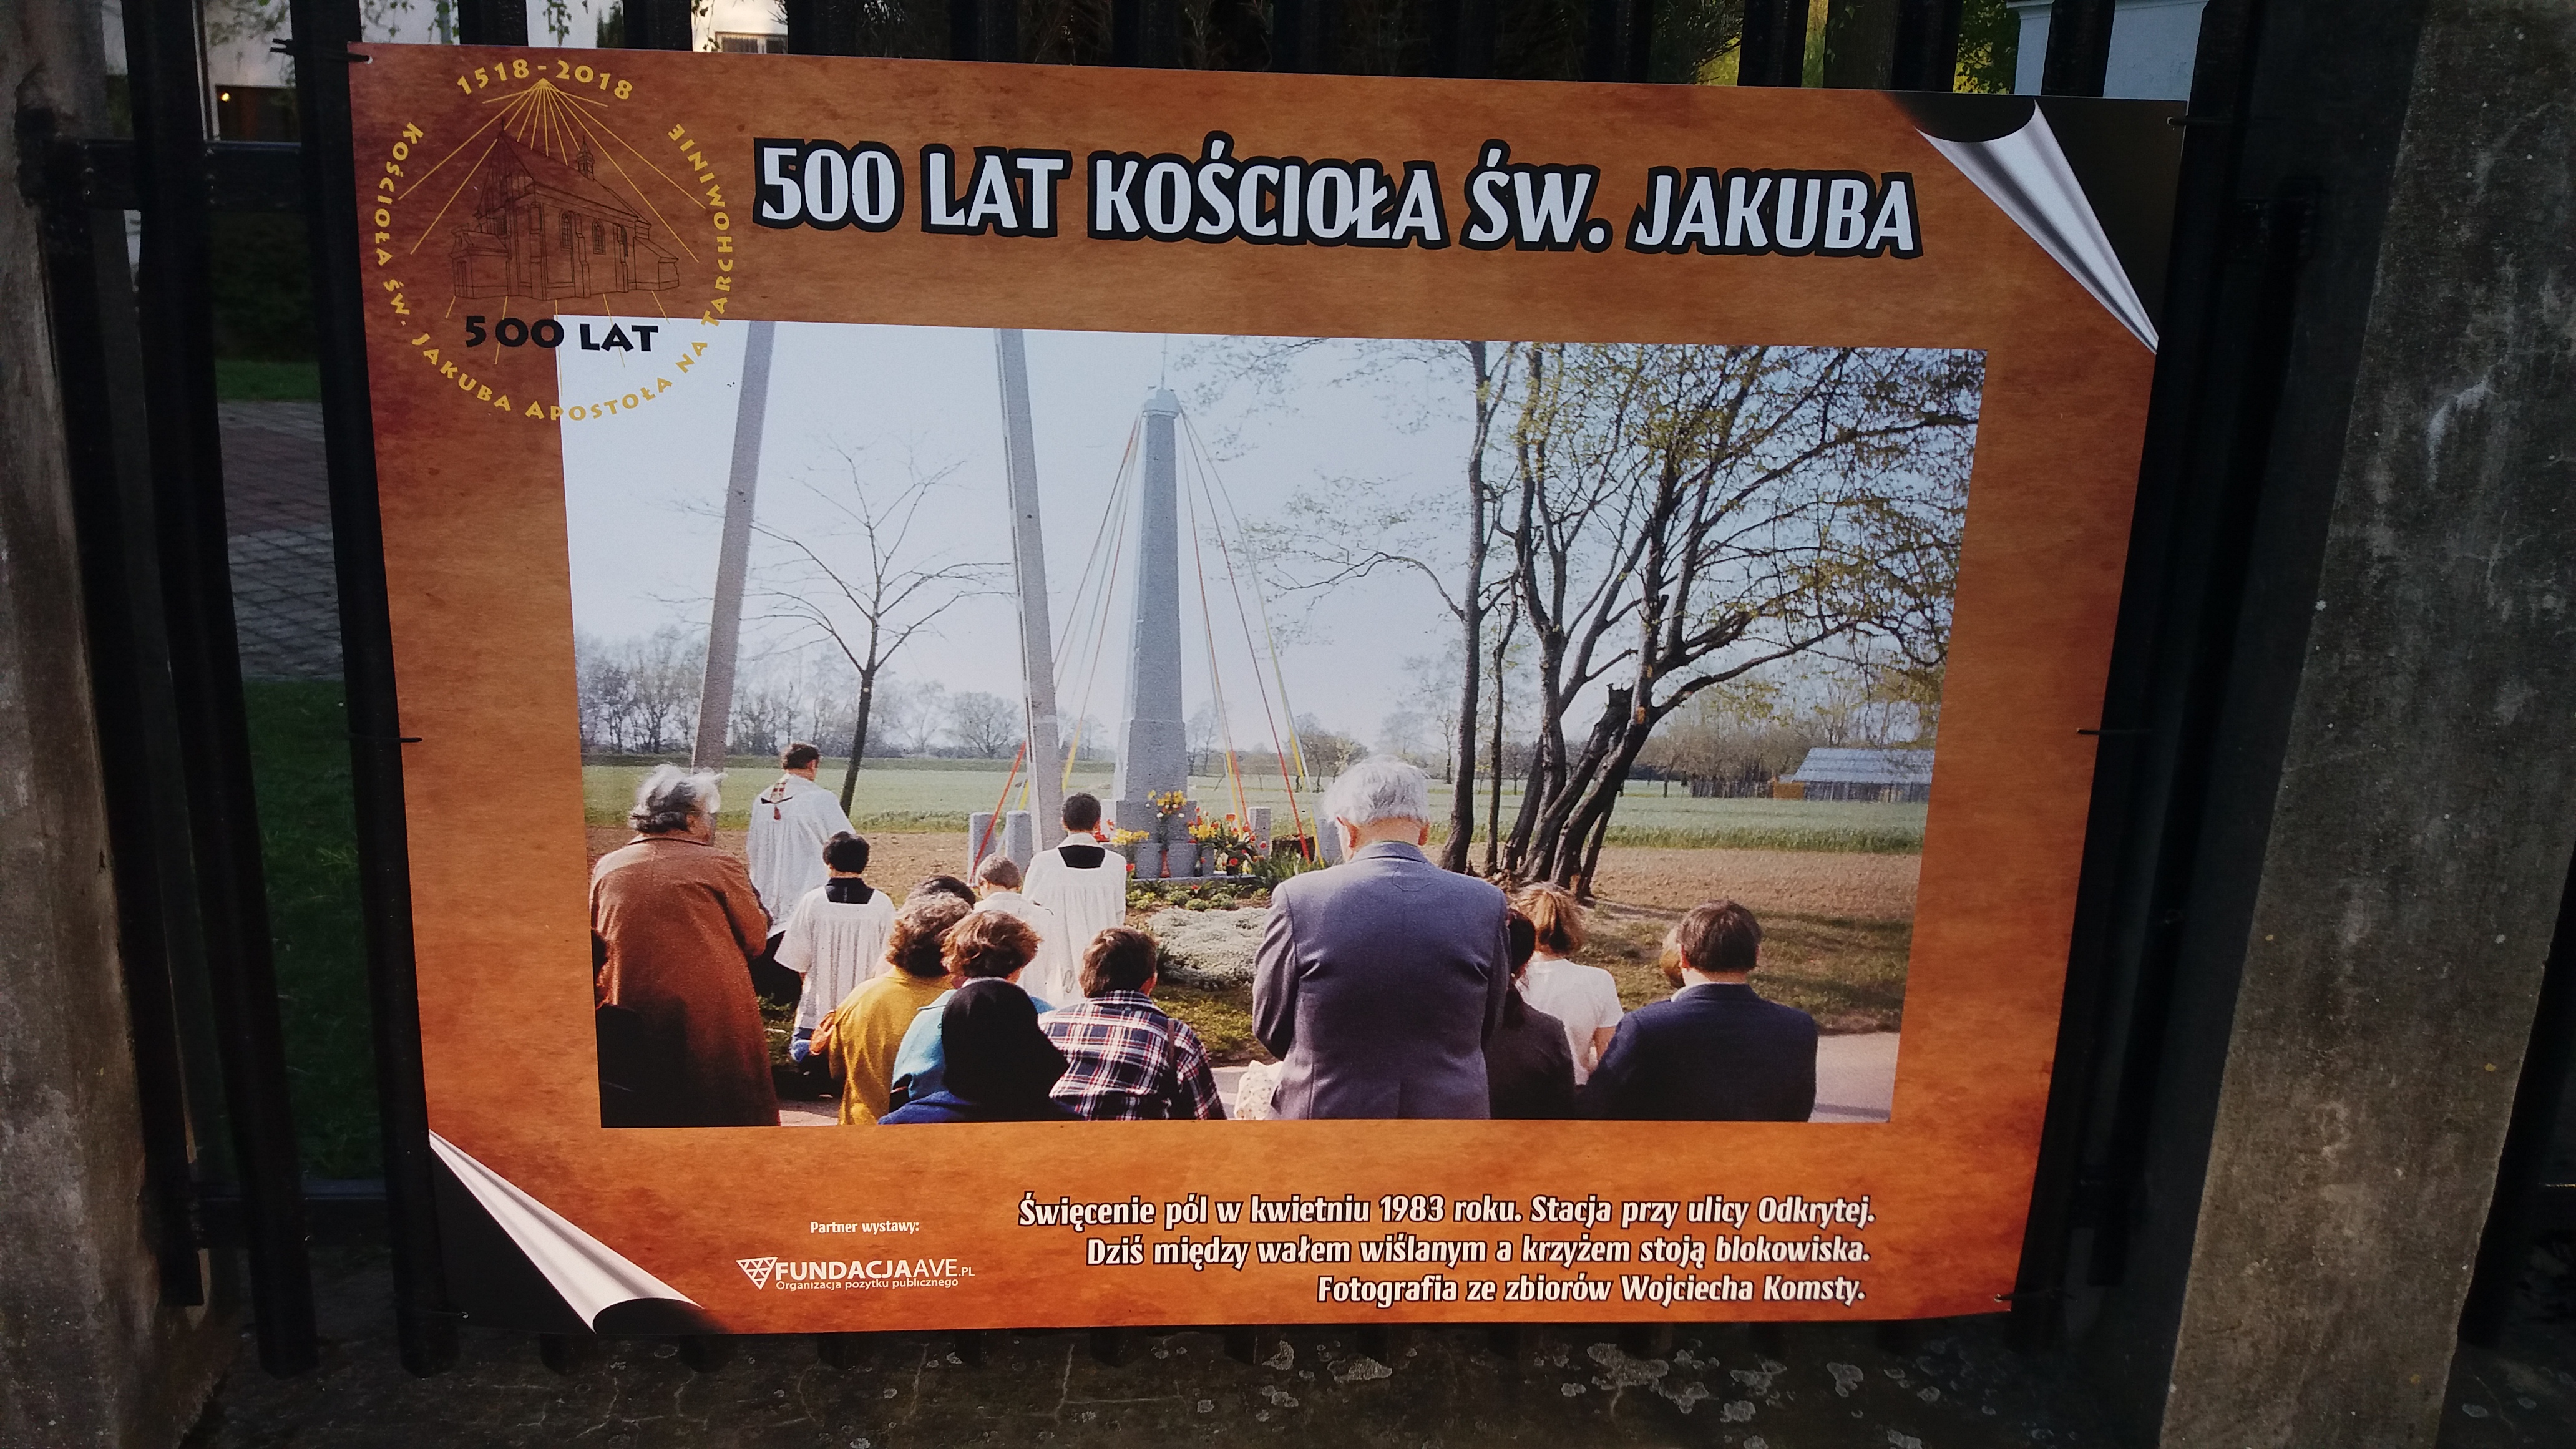 1518-2018
KOŚCIOŁA ŚW. JAKUBA APOSTOŁA NA TARCHOMINIE
500 LAT
500 LAT KOŚCIOŁA ŚW. JAKUBA
Święcenie pól w kwietniu 1983 roku. Stacja przy ulicy Odkrytej.
Dziś między wałem wiślanym a krzyżem stoją blokowiska.
Fotografia ze zbiorów Wojciecha Komsty.
Partner wystawy:
FUNDACJAAVE.PL
Organizacja pożytku publicznego